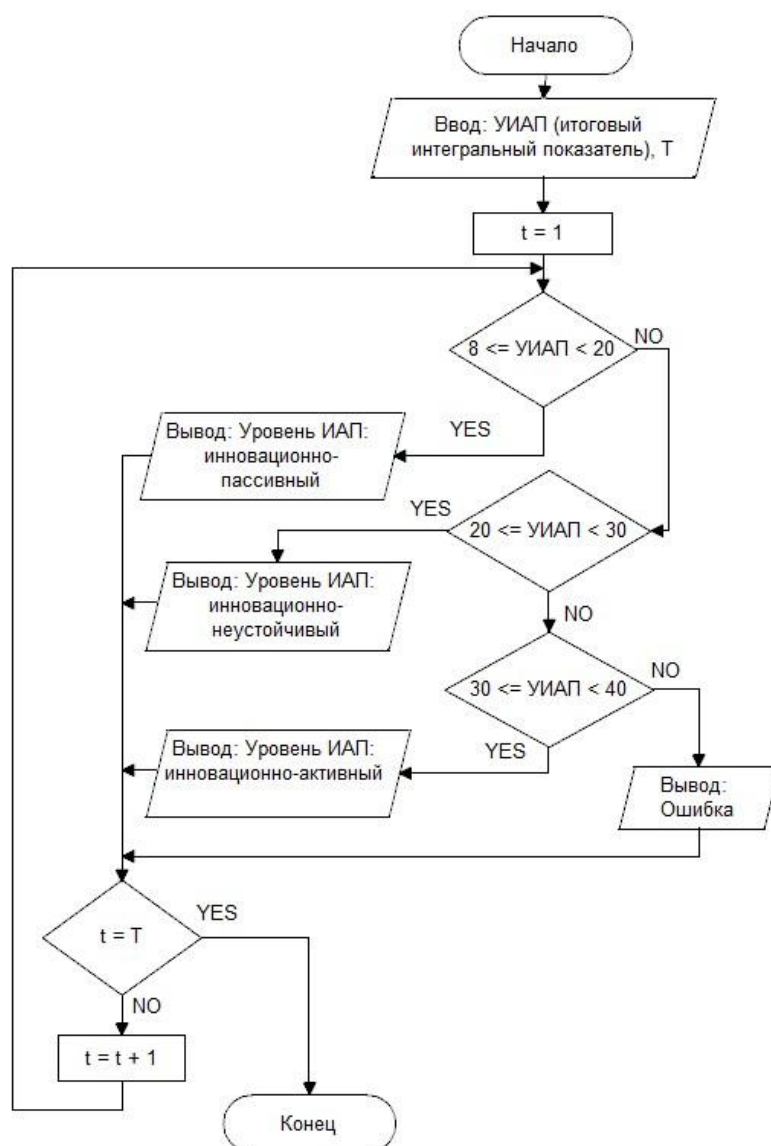 Начало
Ввод: УИАП (итоговый
интегральный показатель), T
t = 1
8 <= УИАП < 20
NO
YES
Вывод: Уровень ИАП:
инновационно-
пассивный
YES
20 <= УИАП < 30
Вывод: Уровень ИАП:
инновационно-
неустойчивый
NO
30 <= УИАП < 40
NO
YES
Вывод: Уровень ИАП:
инновационно-активный
Вывод:
Ошибка
t = T
YES
NO
t = t + 1
Конец